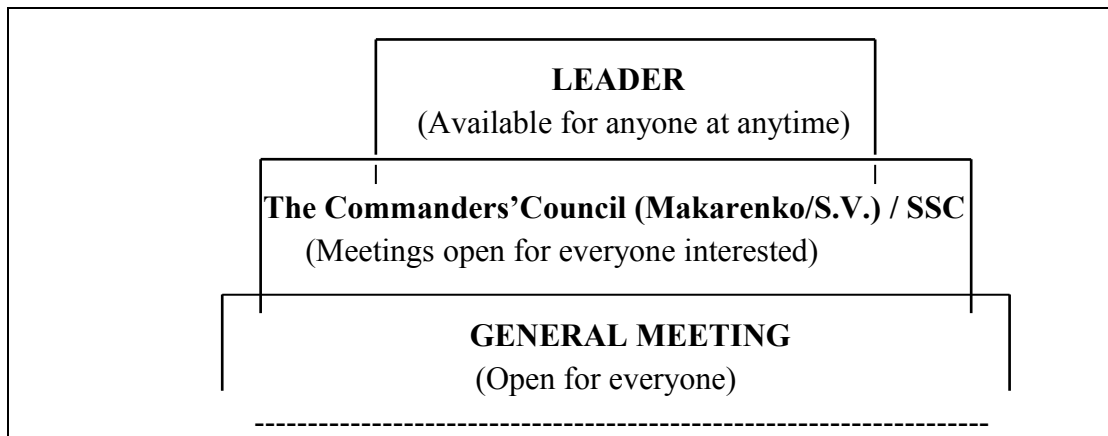 LEADER
(Available for anyone at anytime)
The Commanders'Council (Makarenko/S.V.) / SSC
(Meetings open for everyone interested)
GENERAL MEETING
(Open for everyone)